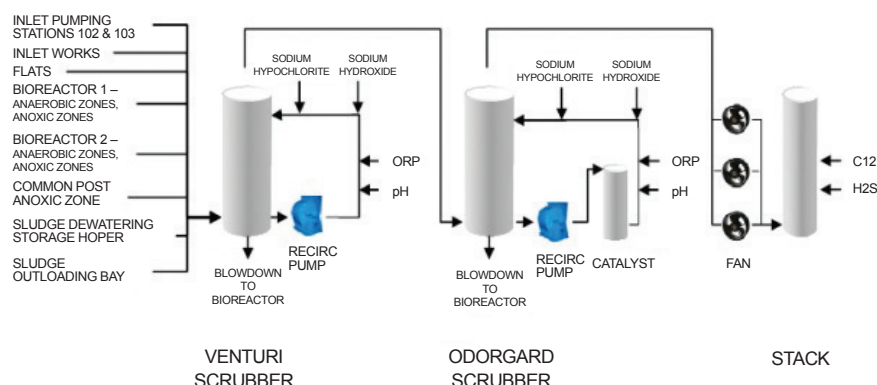 INLET PUMPING
STATIONS 102 & 103
INLET WORKS
FLATS
BIOREACTOR 1 –
ANAEROBIC ZONES,
ANOXIC ZONES
BIOREACTOR 2 –
ANAEROBIC ZONES,
ANOXIC ZONES
COMMON POST
ANOXIC ZONE
SLUDGE DEWATERING
STORAGE HOPER
SLUDGE
OUTLOADING BAY
SODIUM
HYPOCHLORITE
SODIUM
HYDROXIDE
ORP
pH
RECIRC
PUMP
BLOWDOWN
TO
BIOREACTOR
VENTURI
SCRUBBER
SODIUM
HYPOCHLORITE
SODIUM
HYDROXIDE
ORP
pH
RECIRC
PUMP
CATALYST
BLOWDOWN
TO
BIOREACTOR
ODORGARD
SCRUBBER
FAN
C12
H2S
STACK